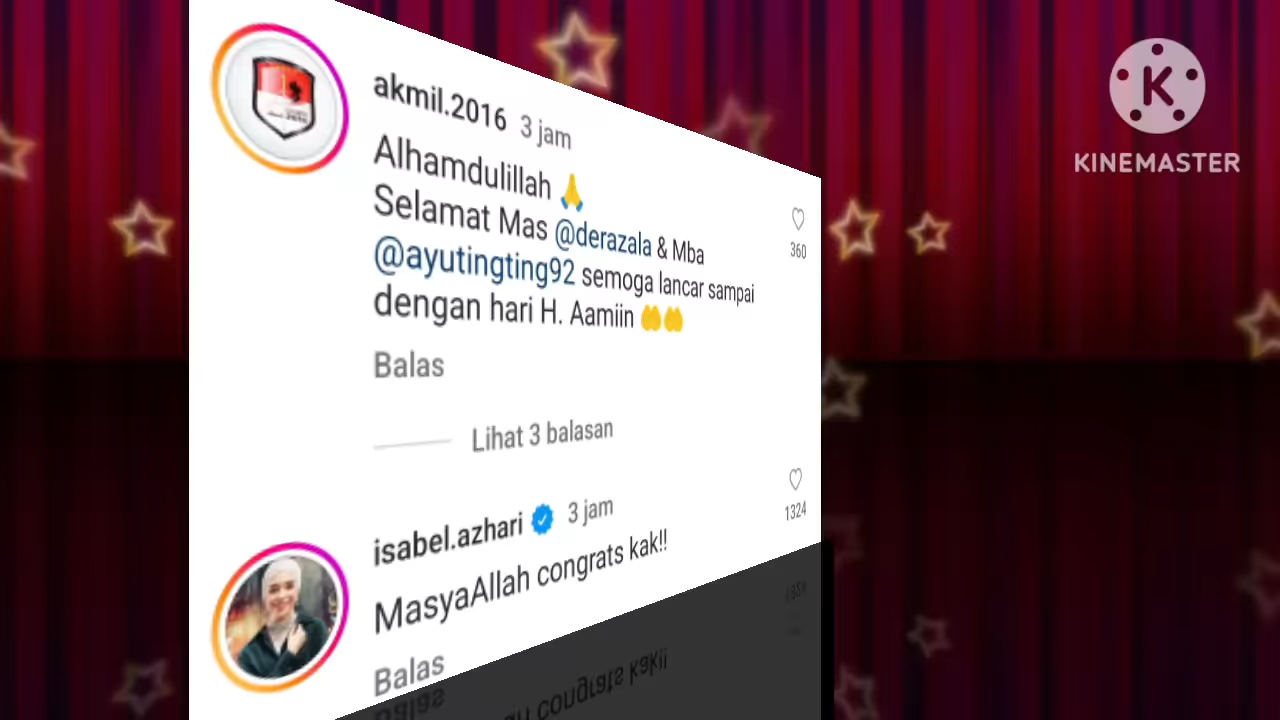 akmil.2016 3 jam
Alhamdulillah 🙏
Selamat Mas @derazala & Mba
@ayutingting92 semoga lancar sampai
dengan hari H. Aamiin 🤲🤲
360
Balas
Lihat 3 balasan
isabel.azhari 3 jam
MasyaAllah congrats kak!!
1324
Balas
K
KINEMASTER